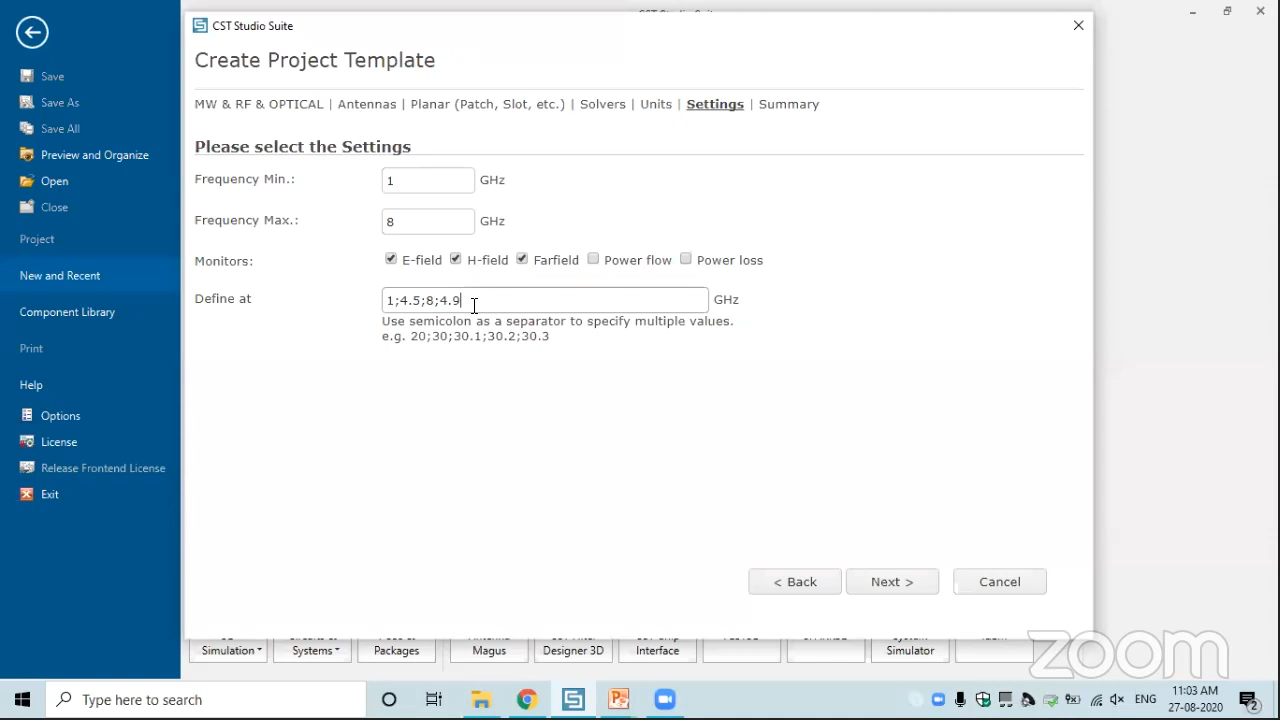 CST Studio Suite
CST Studio Suite
Create Project Template
MW & RF & OPTICAL | Antennas | Planar (Patch, Slot, etc.) | Solvers | Units | Settings | Summary
Please select the Settings
Frequency Min.: 1 GHz
Frequency Max.: 8 GHz
Monitors: E-field H-field Farfield Power flow Power loss
Define at 1;4.5;8;4.9 GHz
Use semicolon as a separator to specify multiple values.
e.g. 20;30;30.1;30.2;30.3
< Back Next > Cancel
Save
Save As
Save All
Preview and Organize
Open
Close
Project
New and Recent
Component Library
Print
Help
Options
License
Release Frontend License
Exit
Simulation Systems Packages Magus Designer 3D Interface Simulator
zoom
Type here to search
ENG
11:03 AM
27-08-2020
2